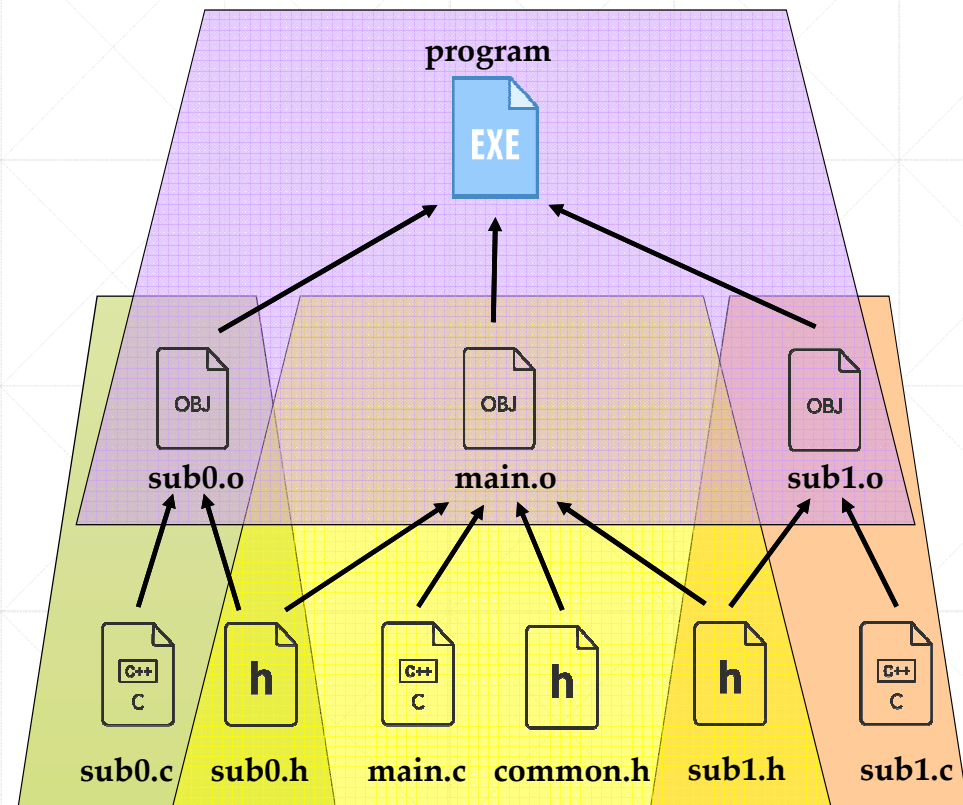 program
EXE
OBJ
OBJ
OBJ
sub0.o
main.o
sub1.o
C++
C
h
C++
C
h
h
C++
C
sub0.c
sub0.h
main.c
common.h
sub1.h
sub1.c